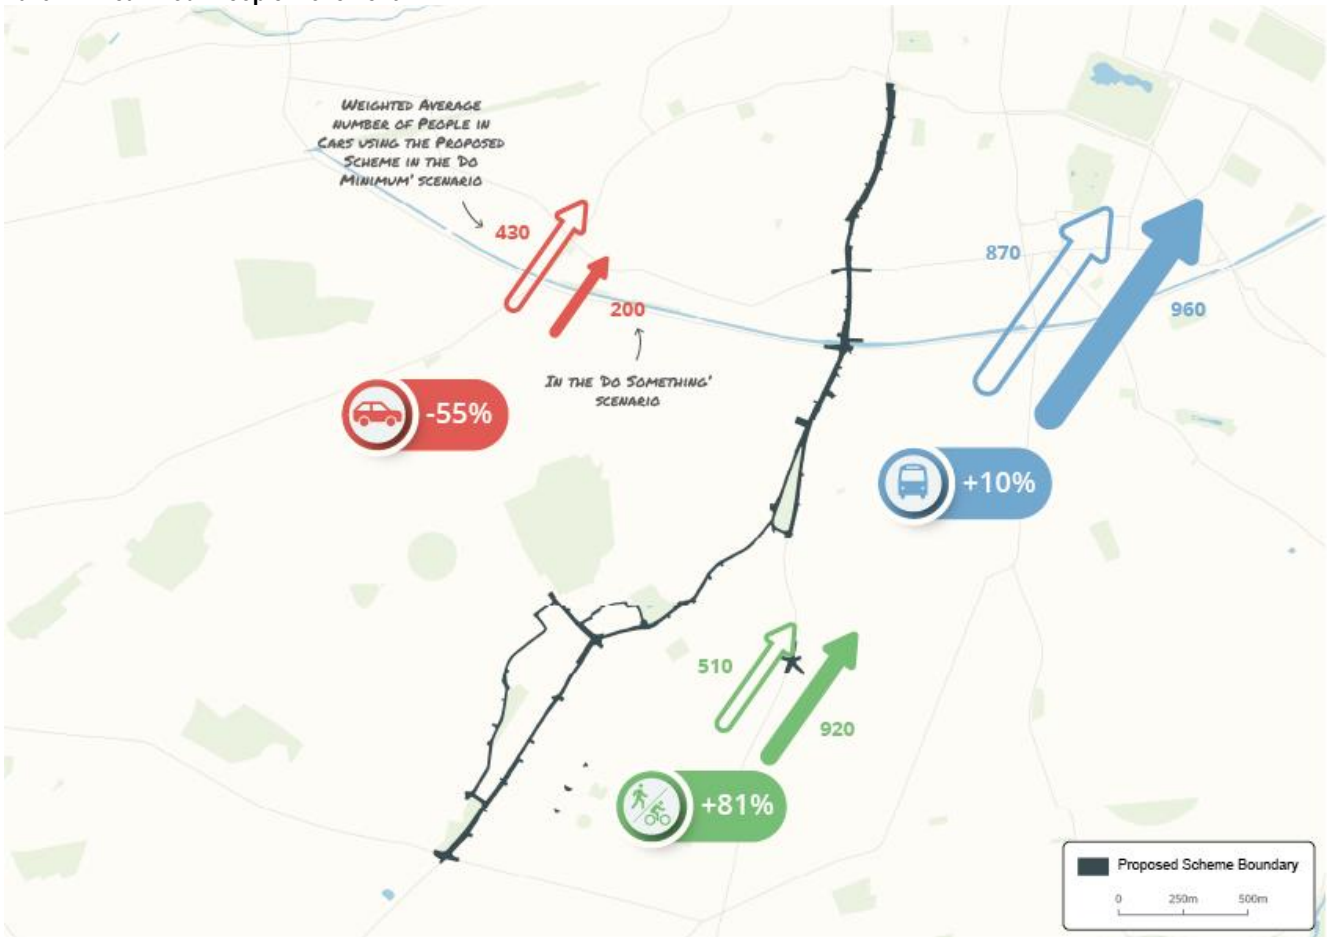 WEIGHTED AVERAGE
NUMBER OF PEOPLE IN
CARS USING THE PROPOSED
SCHEME IN THE 'DO
MINIMUM' SCENARIO
430
200
IN THE 'DO SOMETHING'
SCENARIO
-55%
870
960
+10%
510
920
+81%
Proposed Scheme Boundary
0 250m 500m